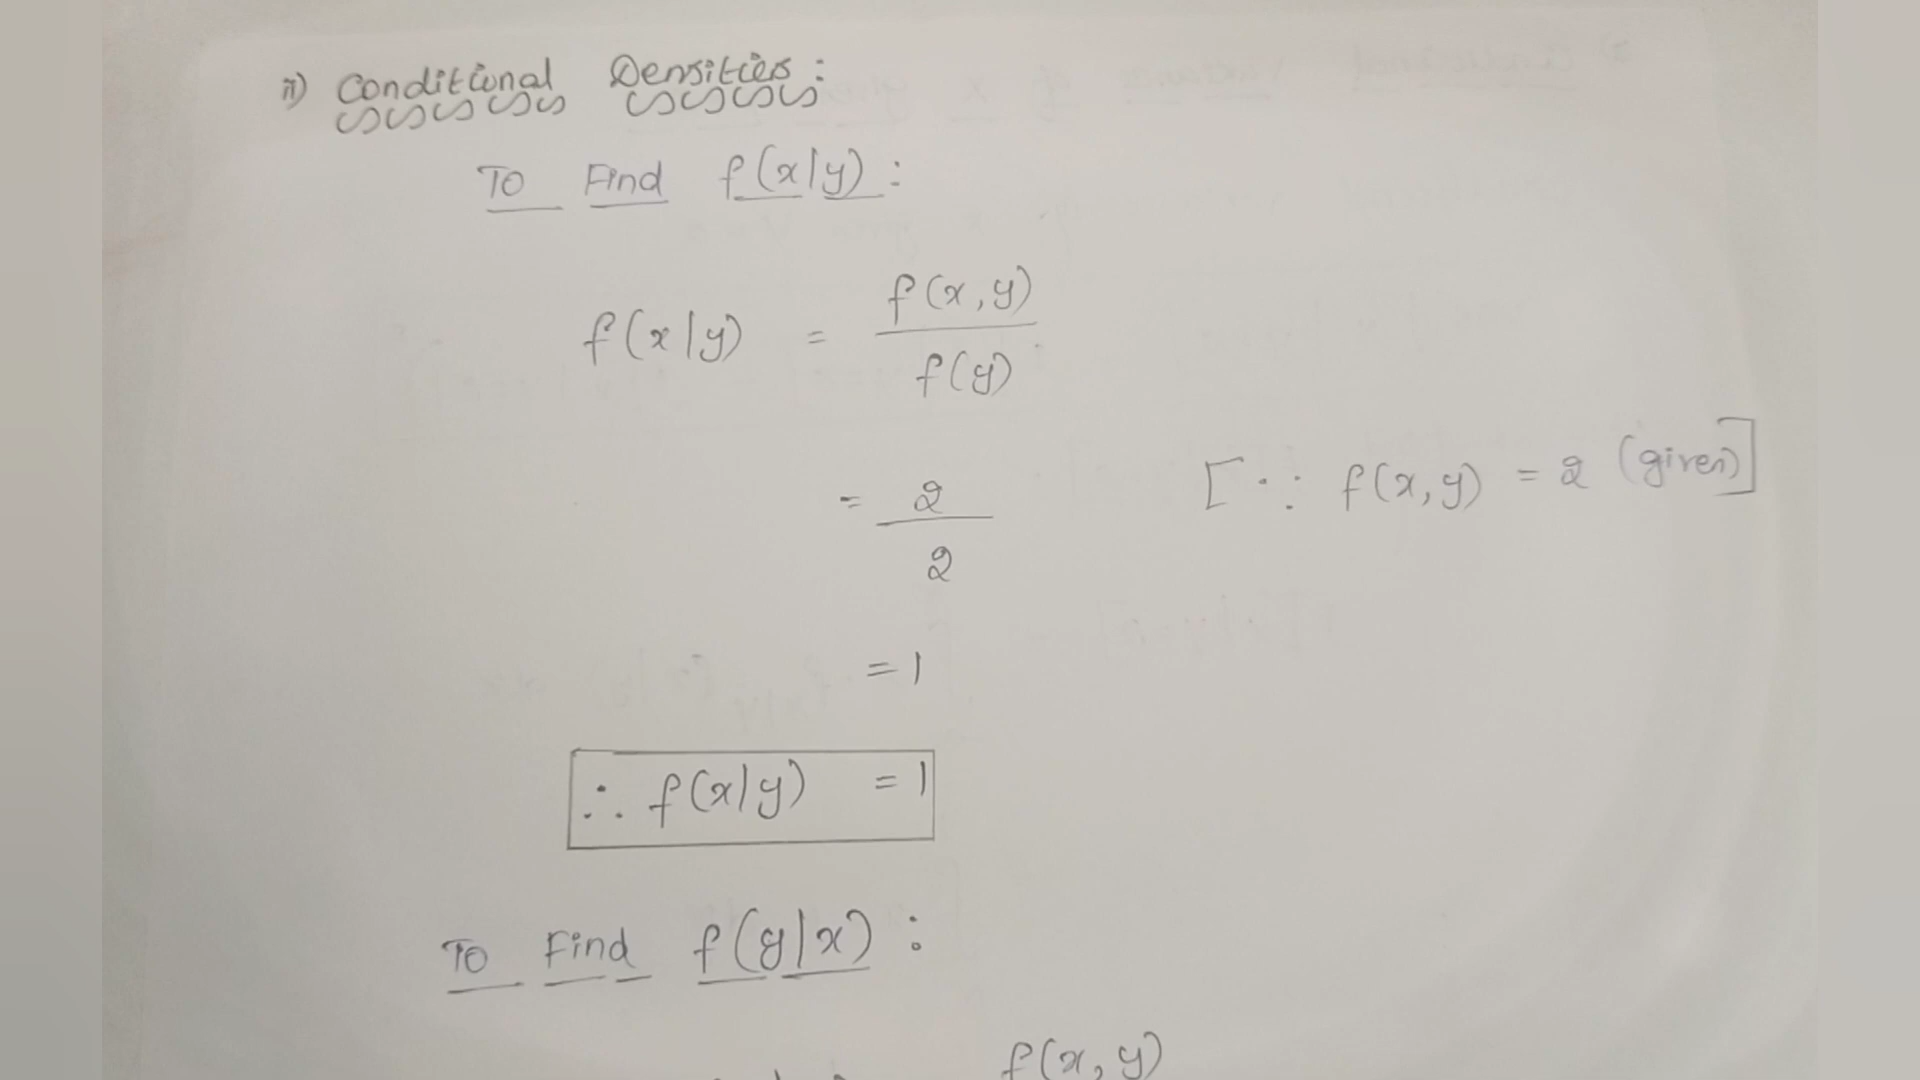 ii) Conditional Densities:
To Find f(x|y):
f(x|y) = f(x,y) / f(y)
= 2 / 2 [∵ f(x,y) = 2 (given)]
= 1
∴ f(x|y) = 1
To Find f(y|x):
f(x,y)